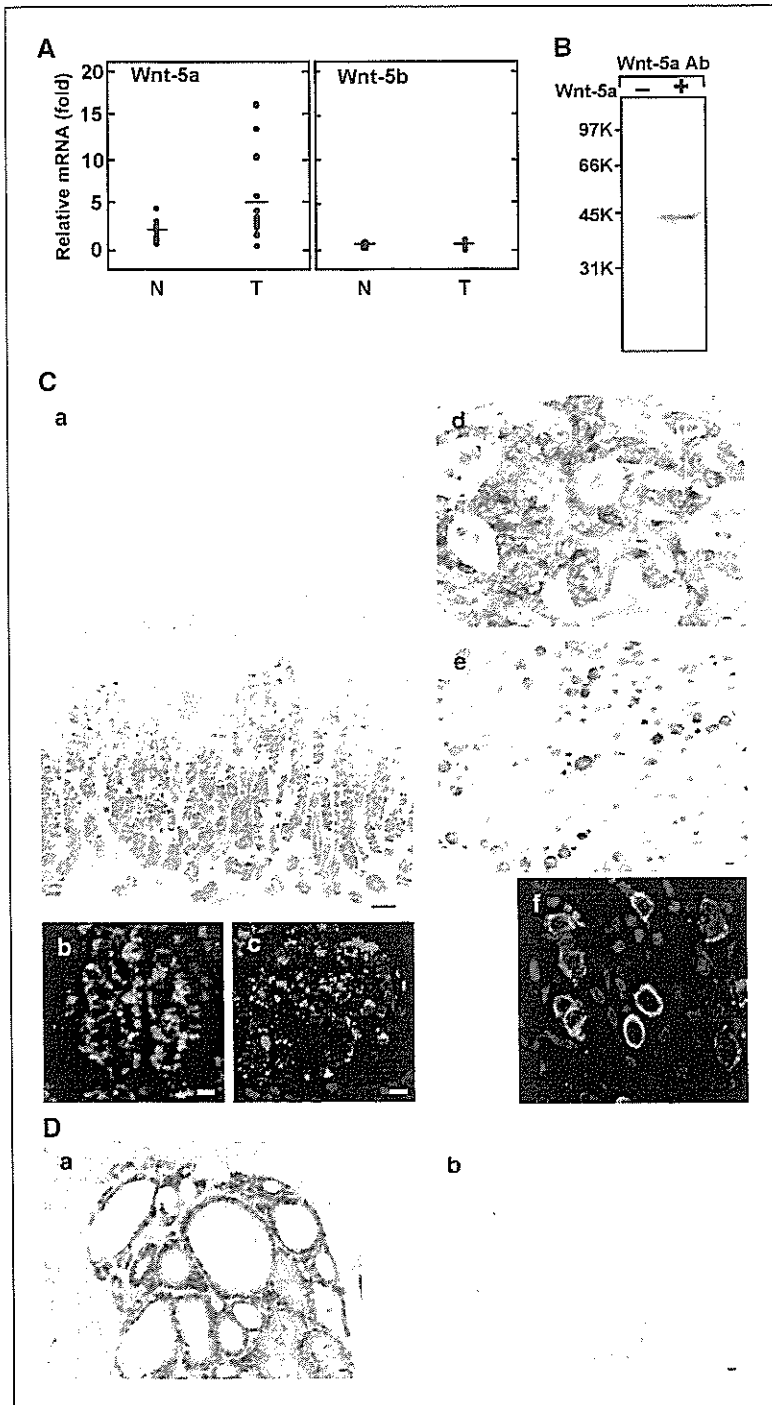 A
Wnt-5a
Wnt-5b
Relative mRNA (fold)
20
15
10
5
0
N
T
N
T
B
Wnt-5a Ab
Wnt-5a − +
97K
66K
45K
31K
C
a
b
c
d
e
f
D
a
b